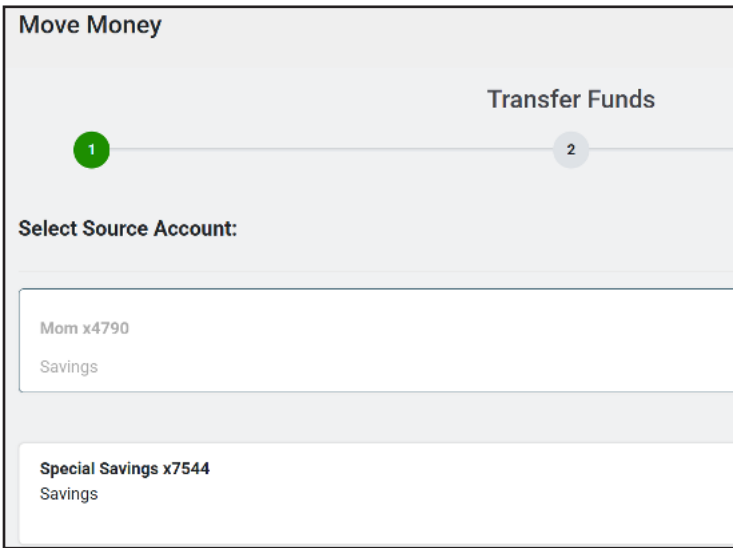 Move Money
Transfer Funds
1
2
Select Source Account:
Mom x4790
Savings
Special Savings x7544
Savings